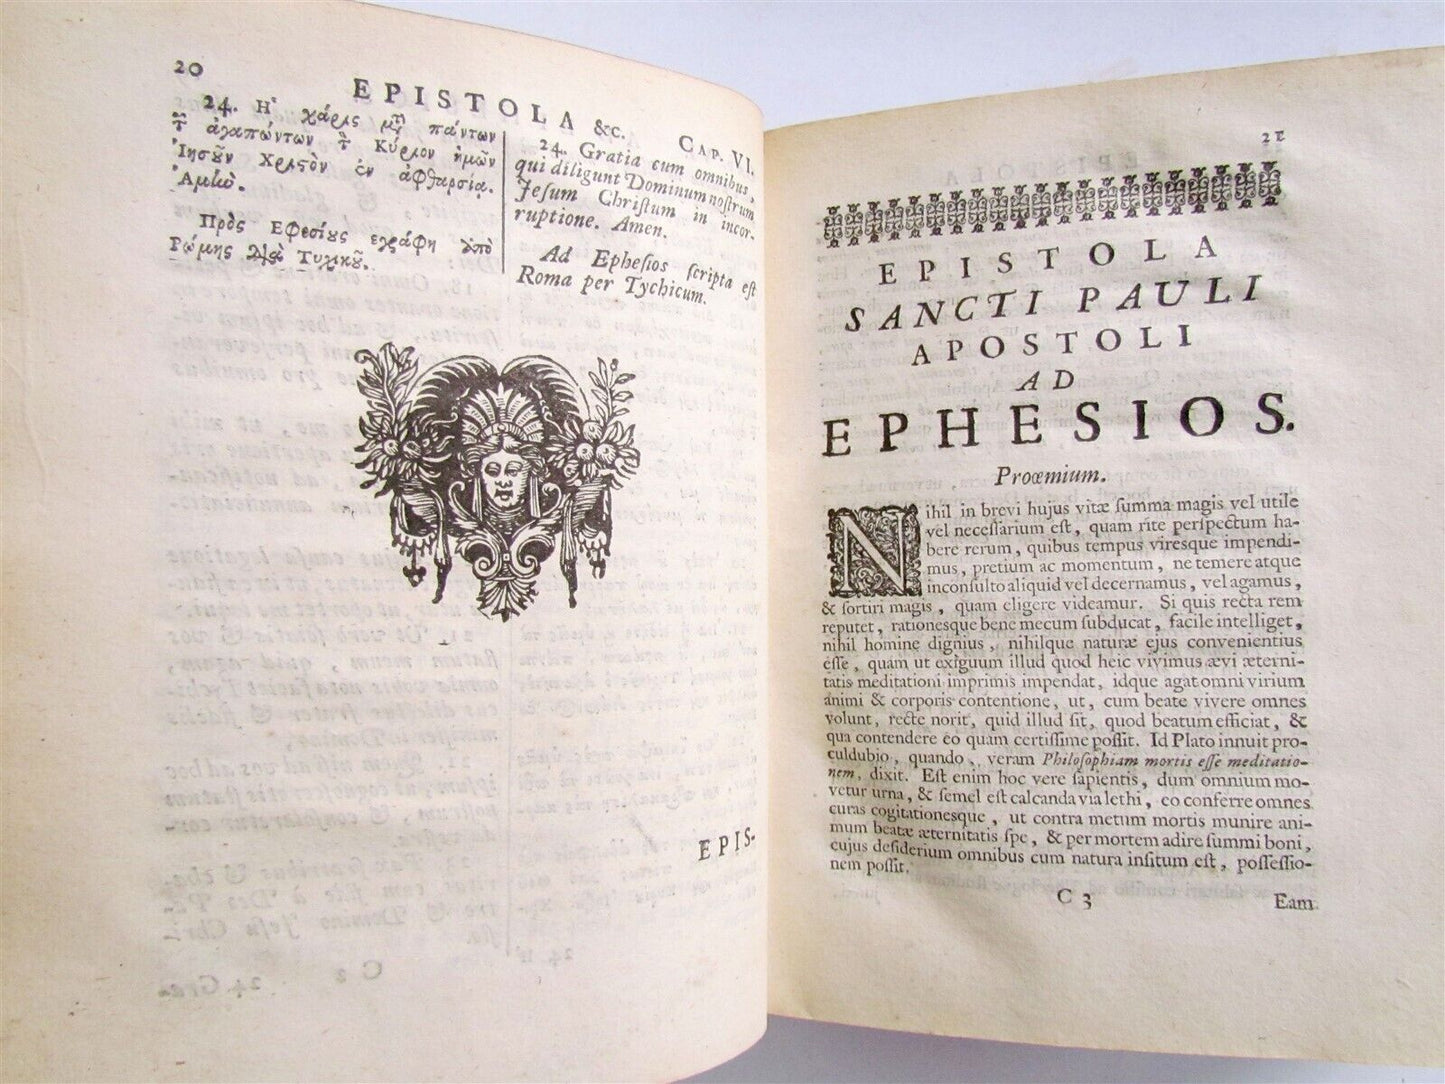 20
EPISTOLA &c. CAP. VI.
24. Ἡ χάρις μτ͂ πάντων
τ͂ ἀγαπώντων τ̀ Κύριον ἡμῶν
Ἰησοῦν Χριστὸν ἐν ἀφθαρσίᾳ.
Ἀμήν.
Πρὸς Ἐφεσίους ἐγράφη ἀπὸ
Ῥώμης διὰ Τυχικοῦ.
24. Gratia cum omnibus,
qui diligunt Dominum noſtrum
Jeſum Chriſtum in incor-
ruptione. Amen.
Ad Epheſios ſcripta eſt
Roma per Tychicum.
EPIS-
21
EPISTOLA
SANCTI PAULI
APOSTOLI
AD
EPHESIOS.
Proœmium.
Nihil in brevi hujus vitæ ſumma magis vel utile
vel neceſſarium eſt, quam rite perſpectum ha-
bere rerum, quibus tempus viresque impendi-
mus, pretium ac momentum, ne temere atque
inconſulto aliquid vel decernamus, vel agamus,
& ſortiri magis, quam eligere videamur. Si quis recta rem
reputet, rationesque bene mecum ſubducat, facile intelliget,
nihil homine dignius, nihilque naturæ ejus convenientius
eſſe, quam ut exiguum illud quod heic vivimus ævi æterni-
tatis meditationi imprimis impendat, idque agat omni virium
animi & corporis contentione, ut, cum beate vivere omnes
volunt, recte norit, quid illud ſit, quod beatum efficiat, &
qua contendere eo quam certiſſime poſſit. Id Plato innuit pro-
culdubio, quando, veram Philoſophiam mortis eſſe meditatio-
nem, dixit. Eſt enim hoc vere ſapientis, dum omnium mo-
vetur urna, & ſemel eſt calcanda via lethi, eo conferre omnes
curas cogitationesque, ut contra metum mortis munire ani-
mum beatæ æternitatis ſpe, & per mortem adire ſummi boni,
cujus deſiderium omnibus cum natura inſitum eſt, poſſeſſio-
nem poſſit.
C 3
Eam